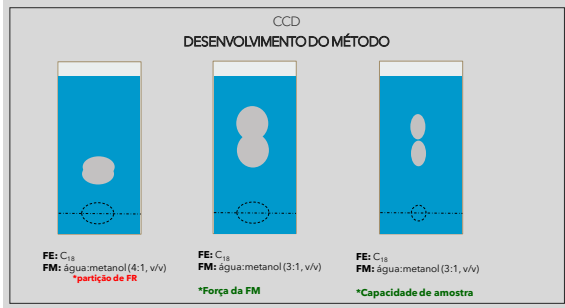 CCD
DESENVOLVIMENTO DO MÉTODO
FE: C₁₈
FM: água:metanol (4:1, v/v)
*partição de FR
FE: C₁₈
FM: água:metanol (3:1, v/v)
*Força da FM
FE: C₁₈
FM: água:metanol (3:1, v/v)
*Capacidade de amostra